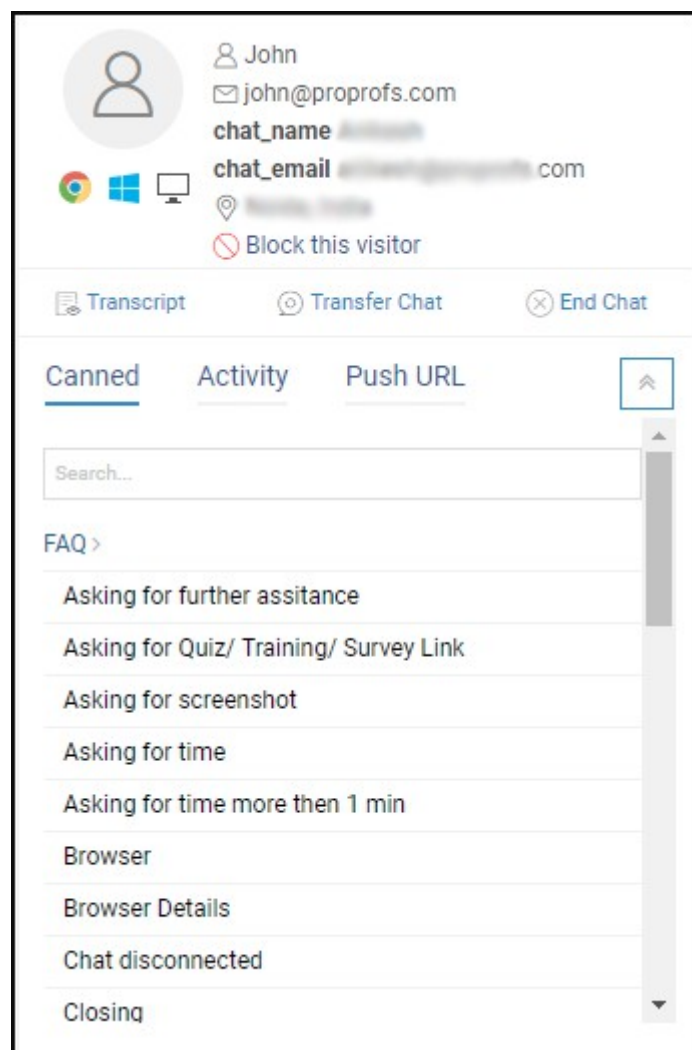 John
john@proprofs.com
chat_name
chat_email .com
Block this visitor
Transcript Transfer Chat End Chat
Canned Activity Push URL
Search...
FAQ >
Asking for further assitance
Asking for Quiz/ Training/ Survey Link
Asking for screenshot
Asking for time
Asking for time more then 1 min
Browser
Browser Details
Chat disconnected
Closing